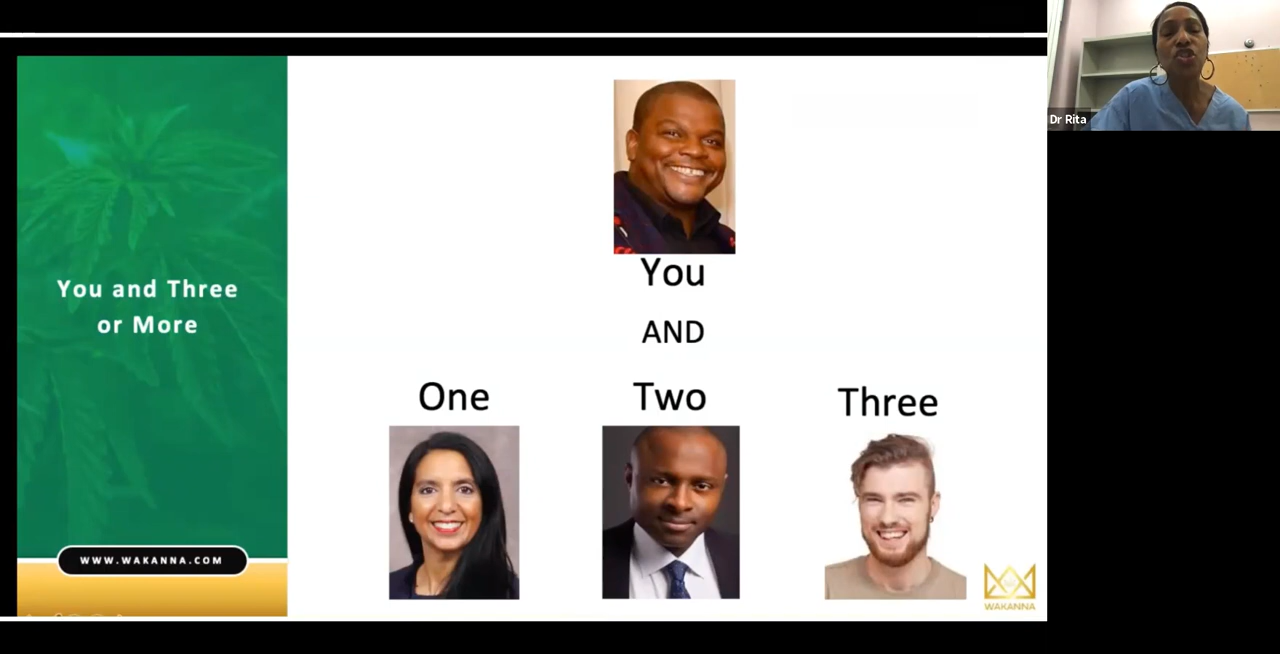 Dr Rita
You and Three
or More
You
AND
One
Two
Three
WWW.WAKANNA.COM
WAKANNA